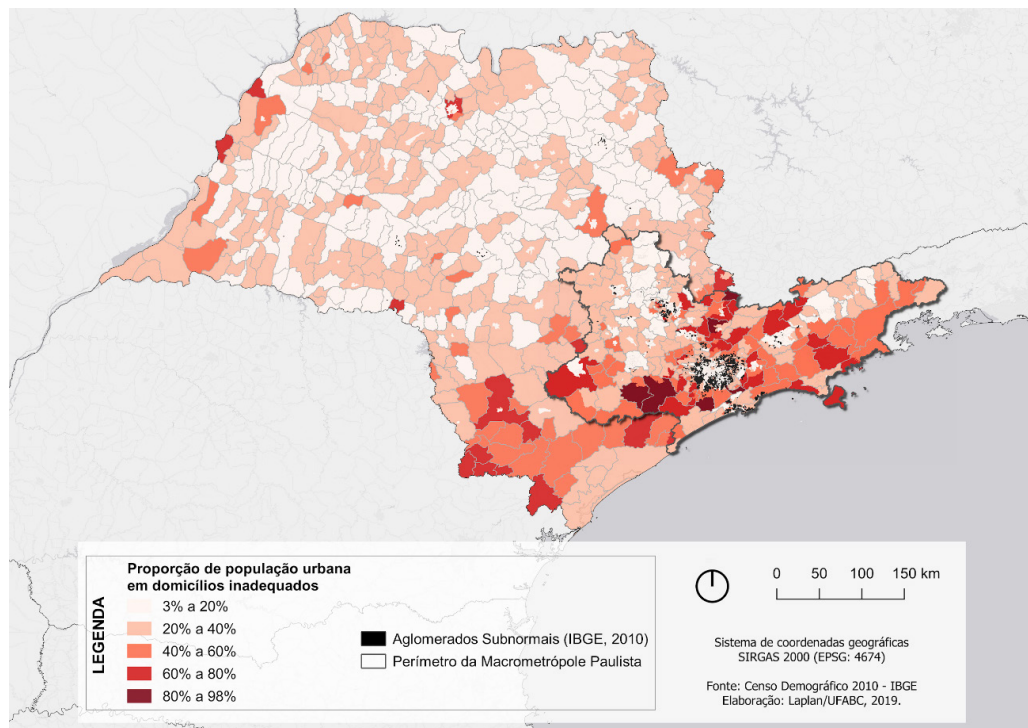 LEGENDA
Proporção de população urbana
em domicílios inadequados
3% a 20%
20% a 40%
40% a 60%
60% a 80%
80% a 98%
Aglomerados Subnormais (IBGE, 2010)
Perímetro da Macrometrópole Paulista
0 50 100 150 km
Sistema de coordenadas geográficas
SIRGAS 2000 (EPSG: 4674)
Fonte: Censo Demográfico 2010 - IBGE
Elaboração: Laplan/UFABC, 2019.